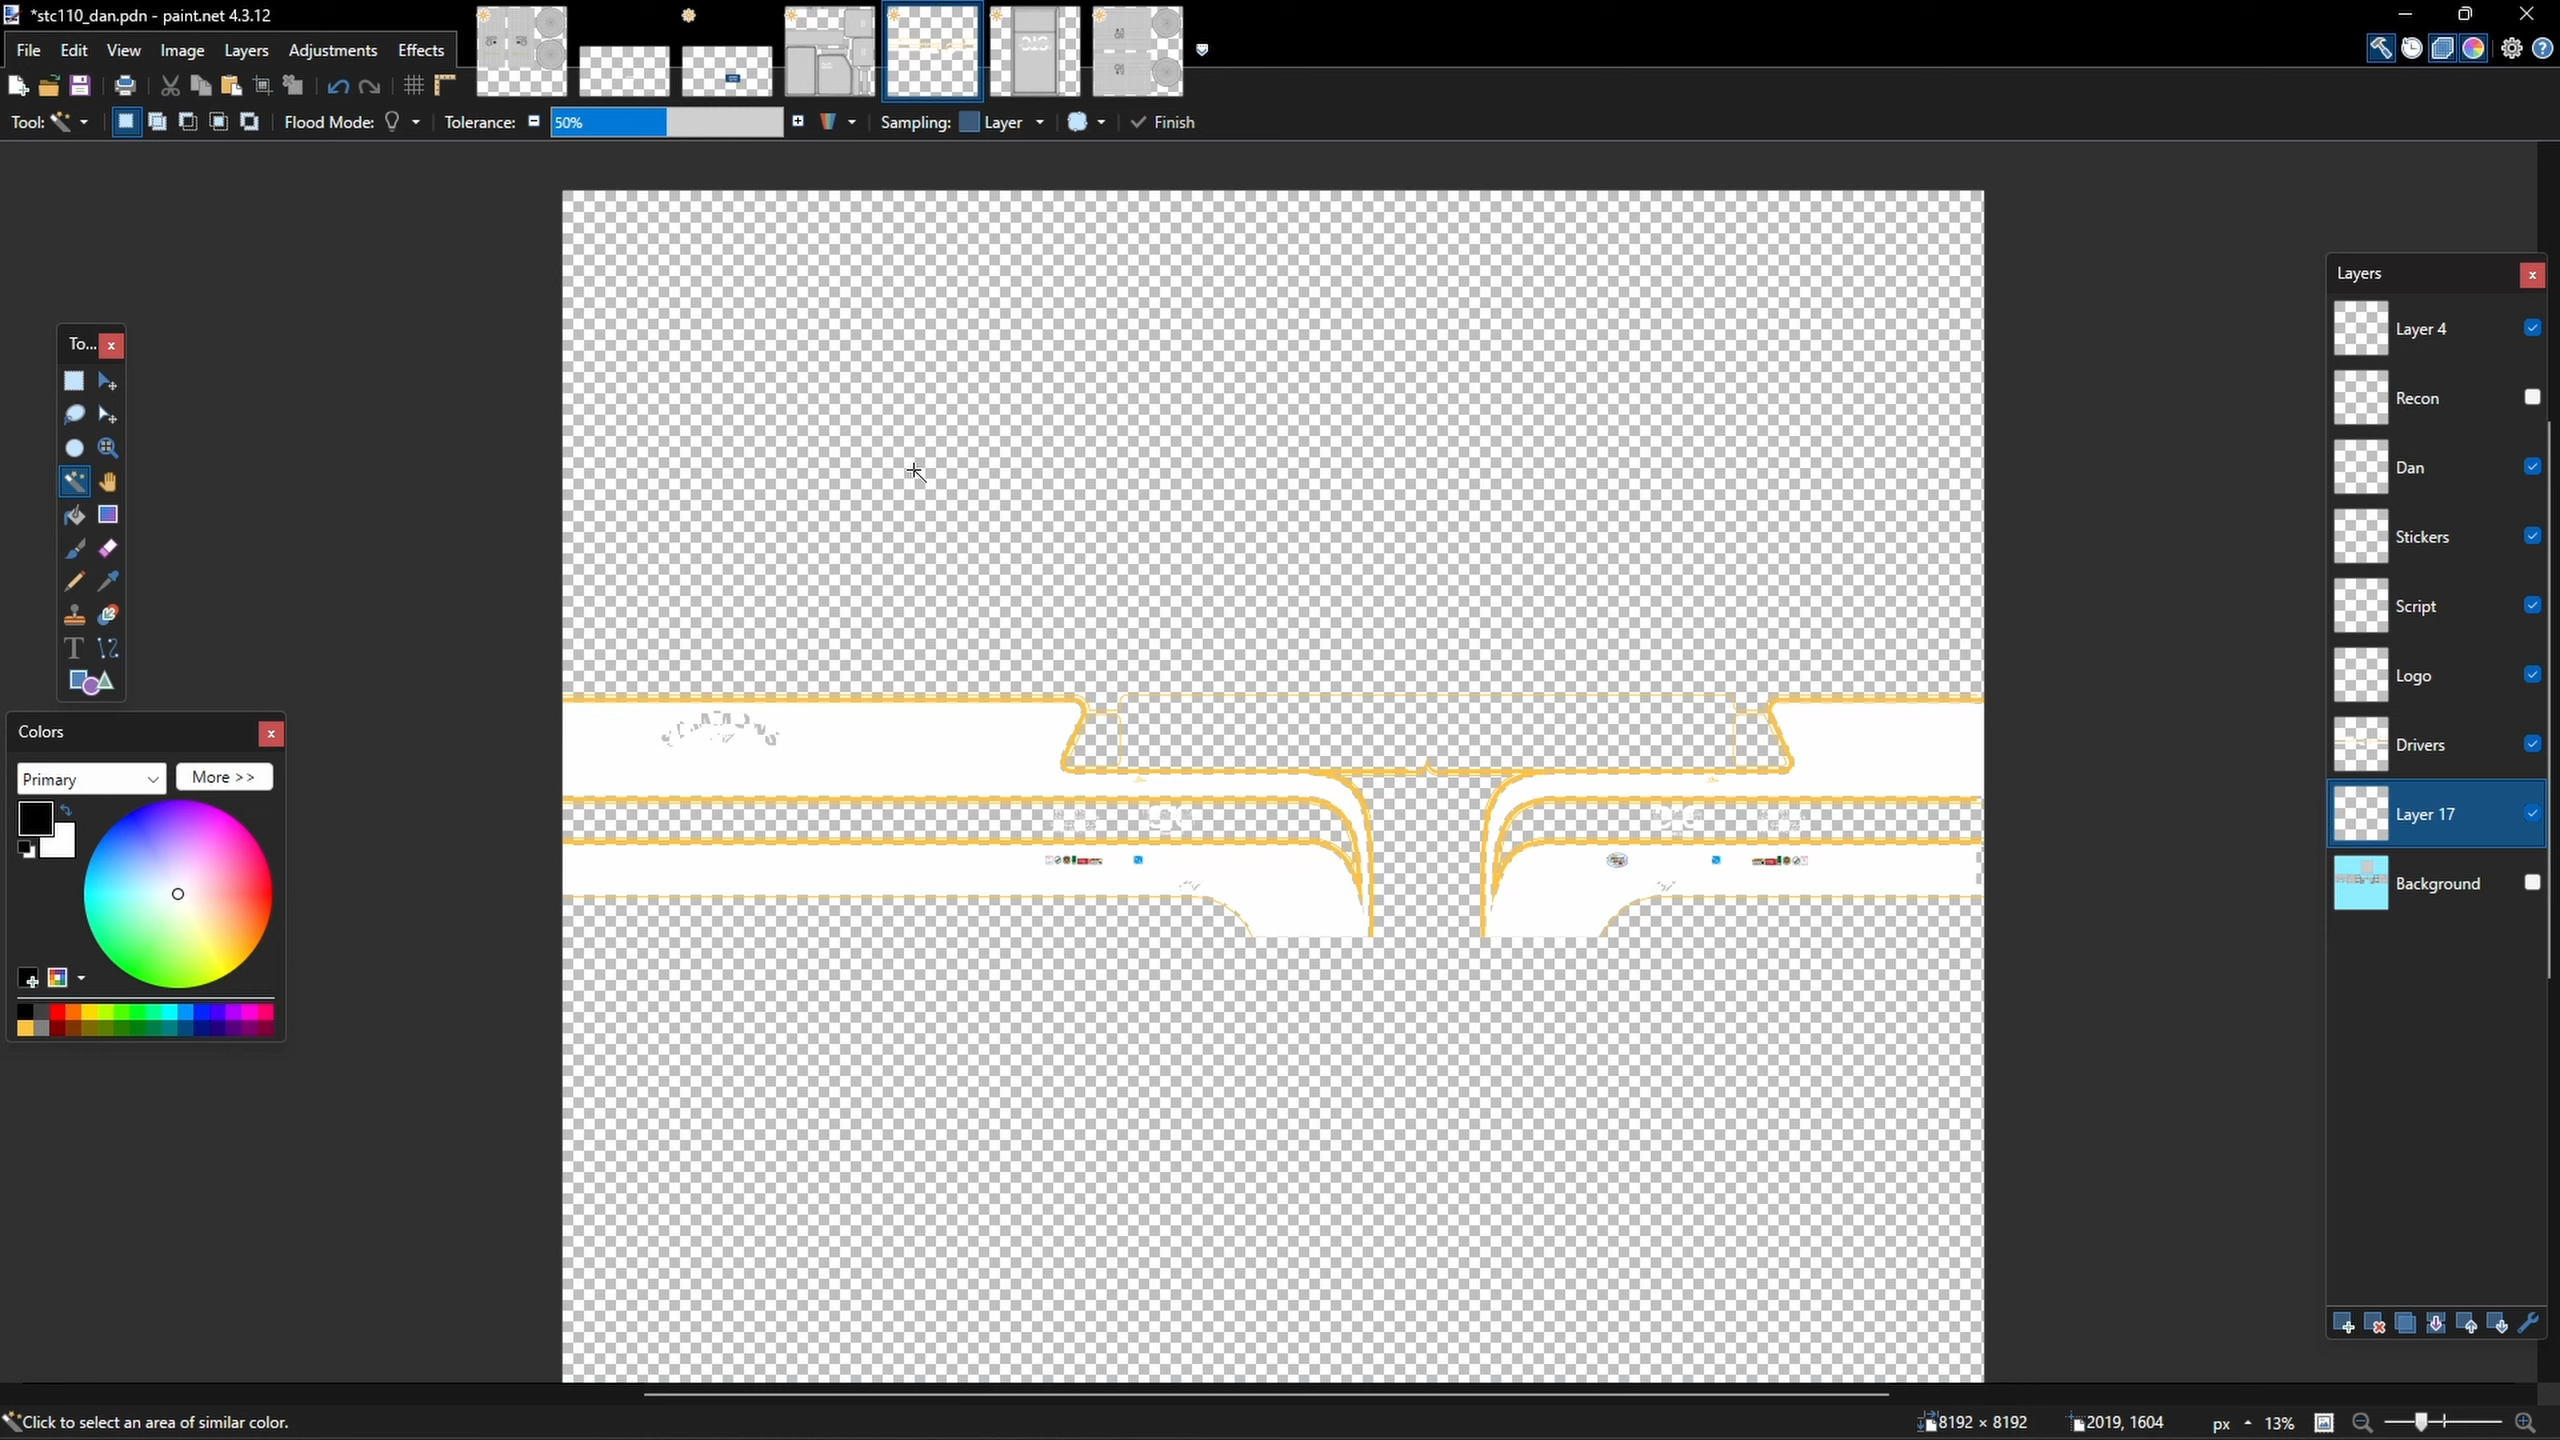 *stc110_dan.pdn - paint.net 4.3.12
File Edit View Image Layers Adjustments Effects
Tool: Flood Mode: Tolerance: 50% Sampling: Layer Finish
Layers
Layer 4
Recon
Dan
Stickers
Script
Logo
Drivers
Layer 17
Background
To...
Colors
Primary More >>
Click to select an area of similar color.
8192 × 8192 2019, 1604 px 13%